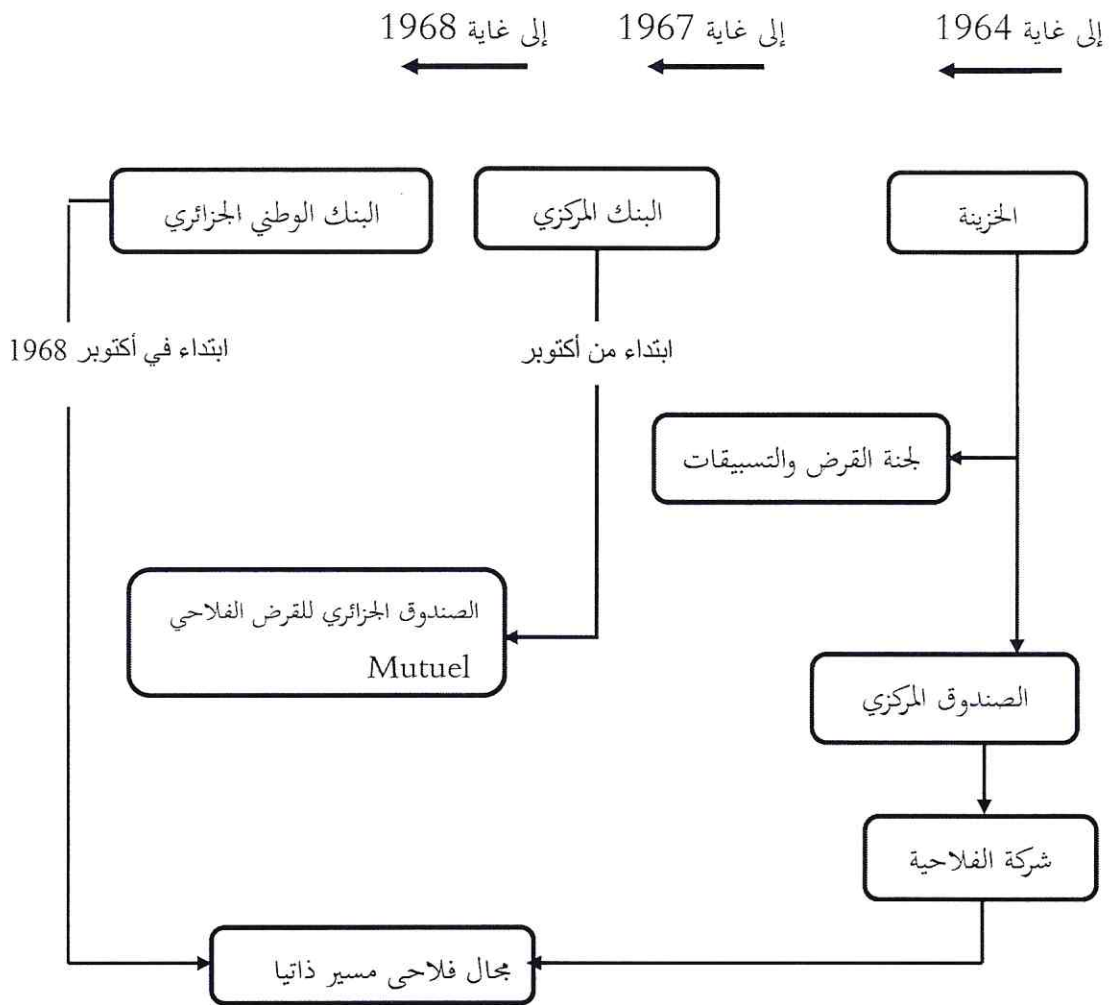 إلى غاية 1964
إلى غاية 1967
إلى غاية 1968
الخزينة
البنك المركزي
البنك الوطني الجزائري
ابتداء من أكتوبر
ابتداء في أكتوبر 1968
لجنة القرض والتسبيقات
الصندوق الجزائري للقرض الفلاحي
Mutuel
الصندوق المركزي
شركة الفلاحية
مجال فلاحى مسير ذاتيا